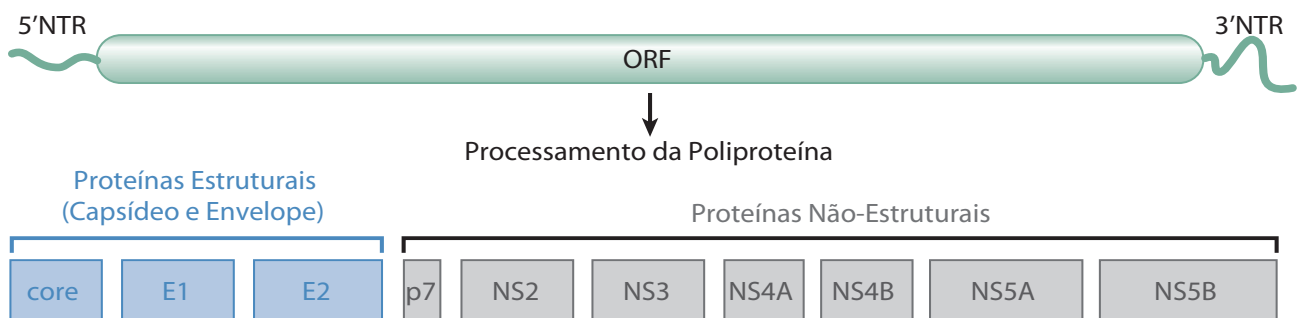 5'NTR
3'NTR
ORF
Processamento da Poliproteína
Proteínas Estruturais
(Capsídeo e Envelope)
Proteínas Não-Estruturais
core E1 E2 p7 NS2 NS3 NS4A NS4B NS5A NS5B